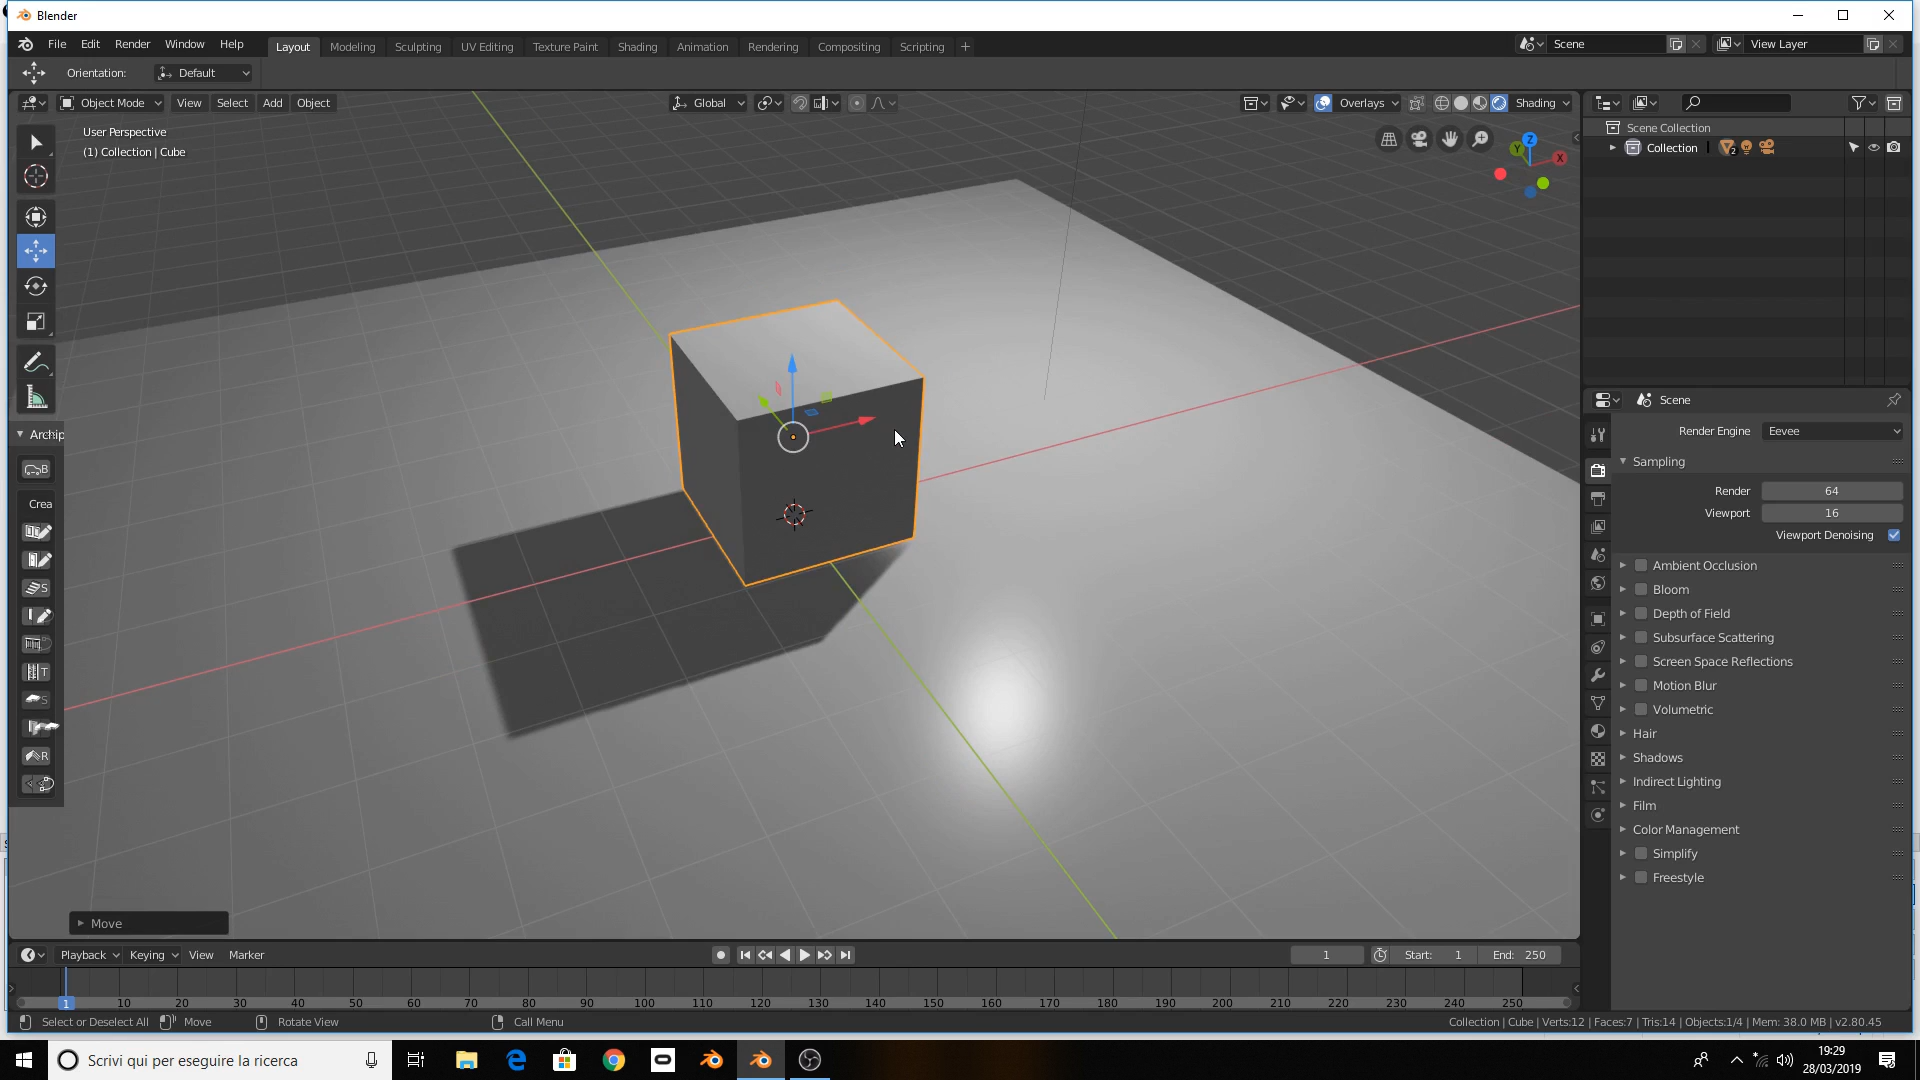 Blender
File Edit Render Window Help Layout Modeling Sculpting UV Editing Texture Paint Shading Animation Rendering Compositing Scripting + Scene View Layer
Orientation: Default
Object Mode View Select Add Object Global Overlays Shading
User Perspective
(1) Collection | Cube
Z
Y
X
Scene Collection
Collection 2
Scene
Render Engine Eevee
Sampling
Render 64
Viewport 16
Viewport Denoising
Ambient Occlusion
Bloom
Depth of Field
Subsurface Scattering
Screen Space Reflections
Motion Blur
Volumetric
Hair
Shadows
Indirect Lighting
Film
Color Management
Simplify
Freestyle
Archip
B
Crea
S
T
S
R
Move
Playback Keying View Marker 1 Start: 1 End: 250
1 10 20 30 40 50 60 70 80 90 100 110 120 130 140 150 160 170 180 190 200 210 220 230 240 250
Select or Deselect All Move Rotate View Call Menu Collection | Cube | Verts:12 | Faces:7 | Tris:14 | Objects:1/4 | Mem: 38.0 MB | v2.80.45
Scrivi qui per eseguire la ricerca
19:29
28/03/2019